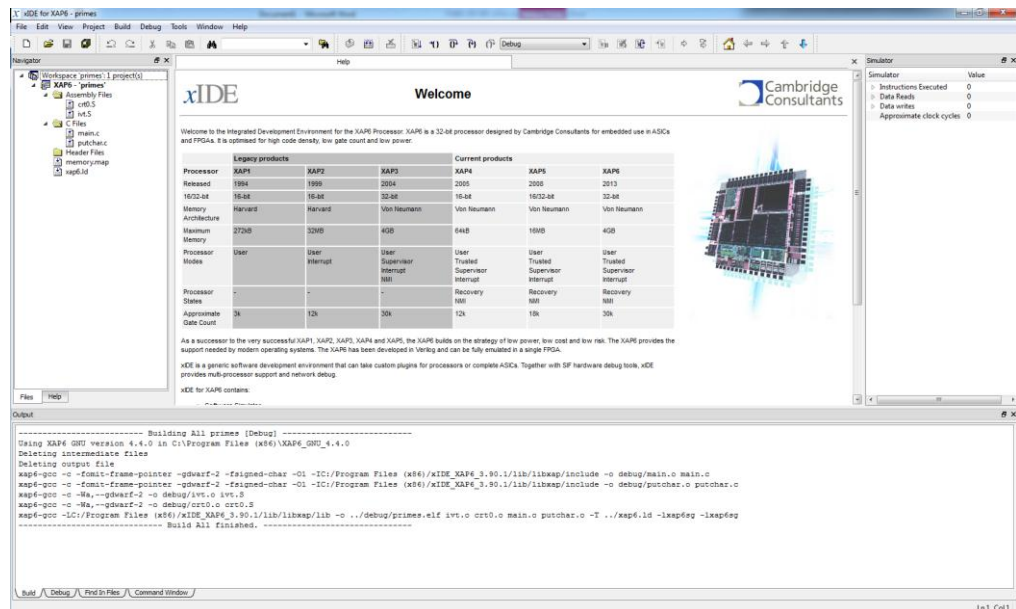 xIDE for XAP6 - primes
File Edit View Project Build Debug Tools Window Help
Debug
Navigator
Help
Simulator
Workspace 'primes': 1 project(s)
XAP6 - 'primes'
Assembly Files
crt0.S
ivt.S
C Files
main.c
putchar.c
Header Files
memory.map
xap6.ld
Files Help
xIDE
Welcome
Cambridge
Consultants
Welcome to the Integrated Development Environment for the XAP6 Processor. XAP6 is a 32-bit processor designed by Cambridge Consultants for embedded use in ASICs
and FPGAs. It is optimised for high code density, low gate count and low power.
Legacy products Current products
Processor XAP1 XAP2 XAP3 XAP4 XAP5 XAP6
Released 1994 1999 2004 2005 2008 2013
16/32-bit 16-bit 16-bit 32-bit 16-bit 16/32-bit 32-bit
Memory Harvard Harvard Von Neumann Von Neumann Von Neumann Von Neumann
Architecture
Maximum 272kB 32MB 4GB 64kB 16MB 4GB
Memory
Processor User User User User User User
Modes Interrupt Supervisor Trusted Trusted Trusted
Interrupt Supervisor Supervisor Supervisor
NMI Interrupt Interrupt Interrupt
Processor - - - Recovery Recovery Recovery
States NMI NMI NMI
Approximate 3k 12k 30k 12k 18k 30k
Gate Count
As a successor to the very successful XAP1, XAP2, XAP3, XAP4 and XAP5, the XAP6 builds on the strategy of low power, low cost and low risk. The XAP6 provides the
support needed by modern operating systems. The XAP6 has been developed in Verilog and can be fully emulated in a single FPGA.
xIDE is a generic software development environment that can take custom plugins for processors or complete ASICs. Together with SIF hardware debug tools, xIDE
provides multi-processor support and network debug.
xIDE for XAP6 contains:
Simulator Value
Instructions Executed 0
Data Reads 0
Data writes 0
Approximate clock cycles 0
Output
-------------------------- Building All primes [Debug] ---------------------------
Using XAP6 GNU version 4.4.0 in C:\Program Files (x86)\XAP6_GNU_4.4.0
Deleting intermediate files
Deleting output file
xap6-gcc -c -fomit-frame-pointer -gdwarf-2 -fsigned-char -O1 -IC:/Program Files (x86)/xIDE_XAP6_3.90.1/lib/libxap/include -o debug/main.o main.c
xap6-gcc -c -fomit-frame-pointer -gdwarf-2 -fsigned-char -O1 -IC:/Program Files (x86)/xIDE_XAP6_3.90.1/lib/libxap/include -o debug/putchar.o putchar.c
xap6-gcc -c -Wa,--gdwarf-2 -o debug/ivt.o ivt.S
xap6-gcc -c -Wa,--gdwarf-2 -o debug/crt0.o crt0.S
xap6-gcc -LC:/Program Files (x86)/xIDE_XAP6_3.90.1/lib/libxap/lib -o ../debug/primes.elf ivt.o crt0.o main.o putchar.o -T ../xap6.ld -lxap6sg -lxap6sg
------------------------------ Build All finished. -------------------------------
Build Debug Find In Files Command Window
Ln1 Col1